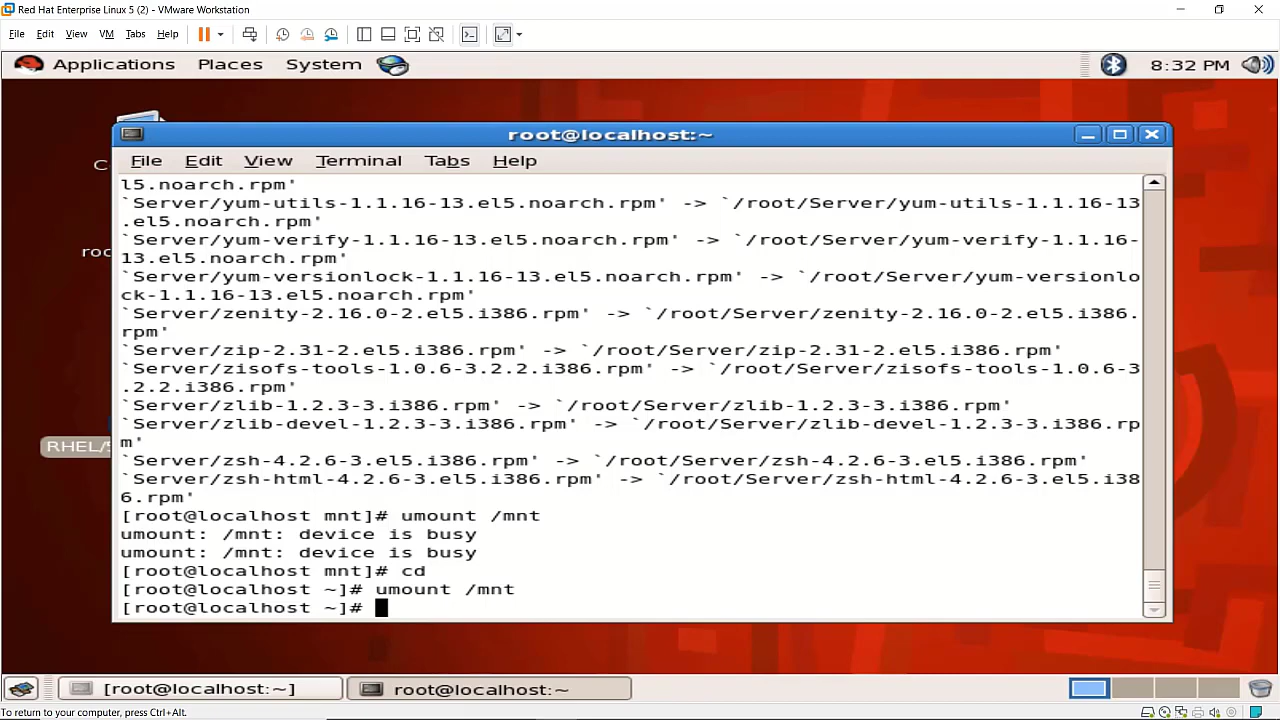 Red Hat Enterprise Linux 5 (2) - VMware Workstation
File Edit View VM Tabs Help
Applications Places System 8:32 PM
C
root@localhost:~
File Edit View Terminal Tabs Help
l5.noarch.rpm'
`Server/yum-utils-1.1.16-13.el5.noarch.rpm' -> `/root/Server/yum-utils-1.1.16-13
.el5.noarch.rpm'
`Server/yum-verify-1.1.16-13.el5.noarch.rpm' -> `/root/Server/yum-verify-1.1.16-
13.el5.noarch.rpm'
`Server/yum-versionlock-1.1.16-13.el5.noarch.rpm' -> `/root/Server/yum-versionlo
ck-1.1.16-13.el5.noarch.rpm'
`Server/zenity-2.16.0-2.el5.i386.rpm' -> `/root/Server/zenity-2.16.0-2.el5.i386.
rpm'
`Server/zip-2.31-2.el5.i386.rpm' -> `/root/Server/zip-2.31-2.el5.i386.rpm'
`Server/zisofs-tools-1.0.6-3.2.2.i386.rpm' -> `/root/Server/zisofs-tools-1.0.6-3
.2.2.i386.rpm'
`Server/zlib-1.2.3-3.i386.rpm' -> `/root/Server/zlib-1.2.3-3.i386.rpm'
`Server/zlib-devel-1.2.3-3.i386.rpm' -> `/root/Server/zlib-devel-1.2.3-3.i386.rp
m'
`Server/zsh-4.2.6-3.el5.i386.rpm' -> `/root/Server/zsh-4.2.6-3.el5.i386.rpm'
`Server/zsh-html-4.2.6-3.el5.i386.rpm' -> `/root/Server/zsh-html-4.2.6-3.el5.i38
6.rpm'
[root@localhost mnt]# umount /mnt
umount: /mnt: device is busy
umount: /mnt: device is busy
[root@localhost mnt]# cd
[root@localhost ~]# umount /mnt
[root@localhost ~]#
roo
RHEL/
[root@localhost:~] root@localhost:~
To return to your computer, press Ctrl+Alt.